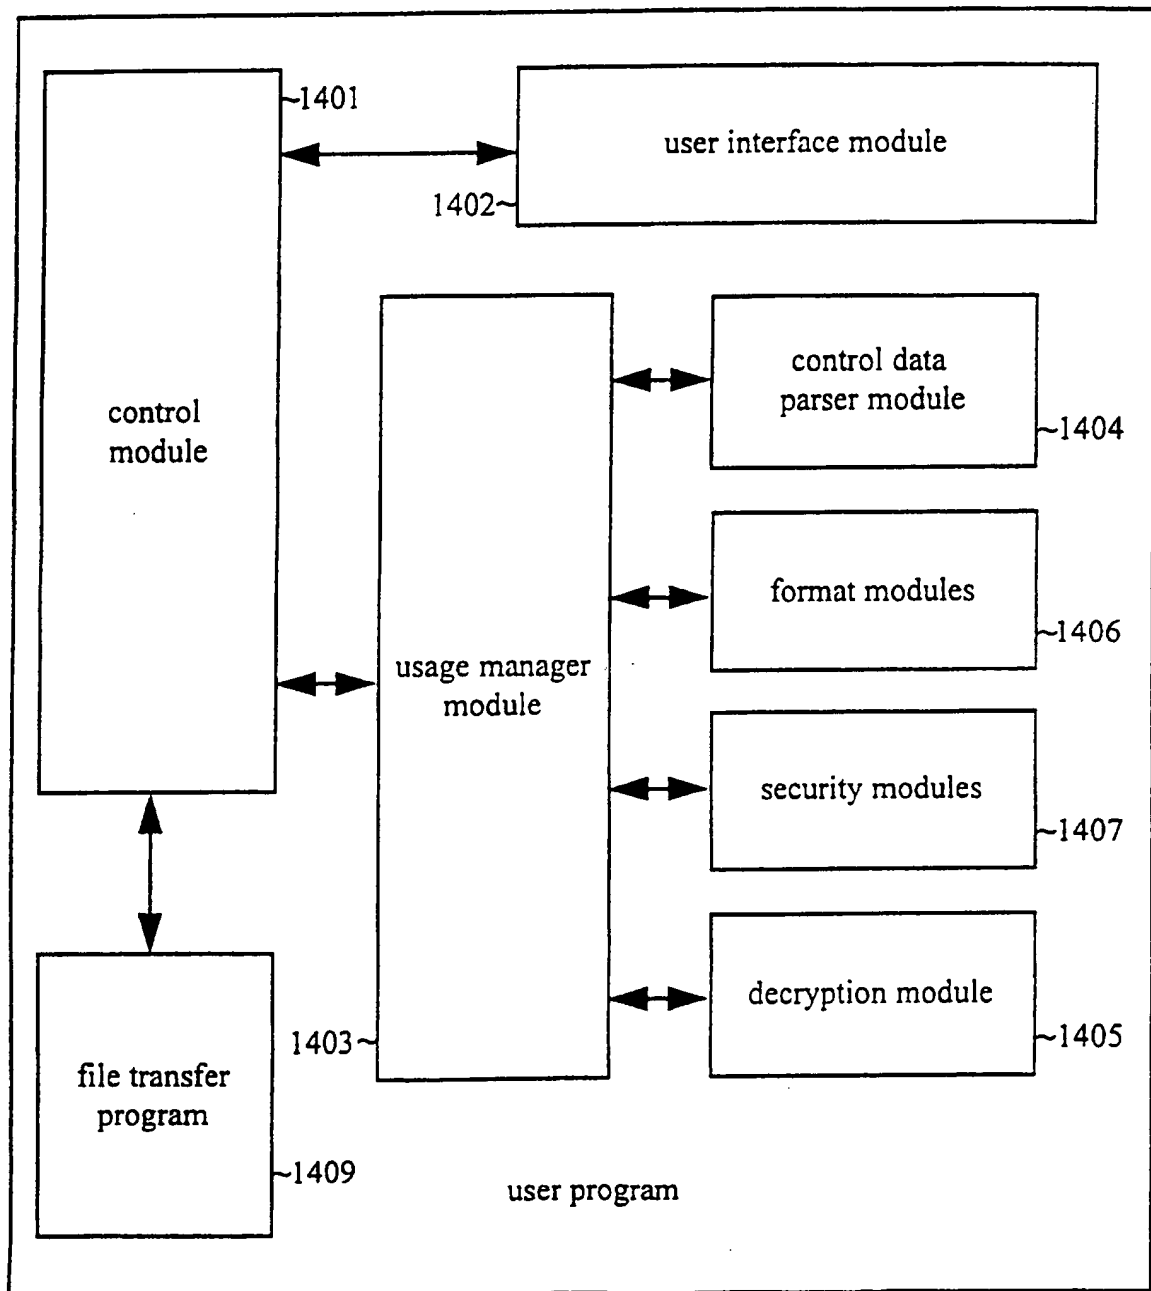 ~1401
user interface module
1402~
control data
parser module
~1404
control
module
format modules
~1406
usage manager
module
security modules
~1407
decryption module
~1405
1403~
file transfer
program
~1409
user program